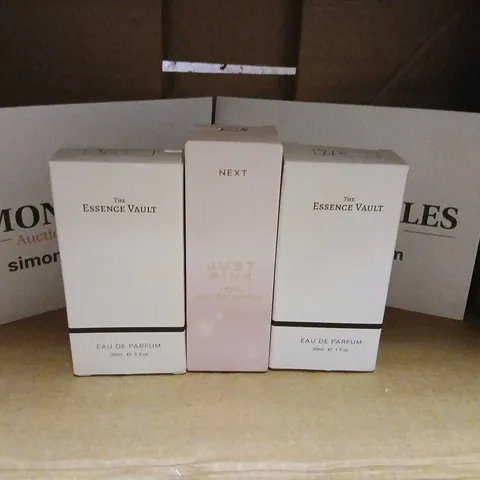 MON
Auctio
simon
LES
m
THE
ESSENCE VAULT
EAU DE PARFUM
30ml ℮ 1 fl oz
NEXT
JUST
PINK
THE
ESSENCE VAULT
EAU DE PARFUM
30ml ℮ 1 fl oz